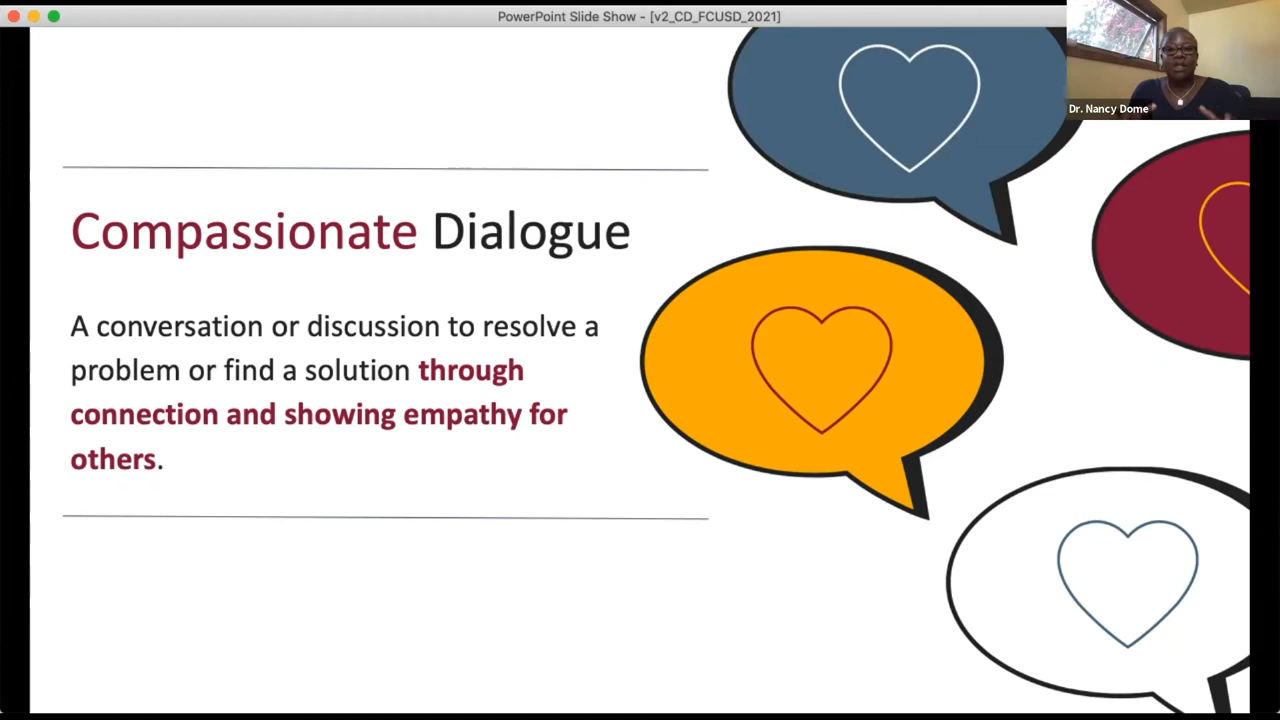 PowerPoint Slide Show - [v2_CD_FCUSD_2021]
Dr. Nancy Dome
Compassionate Dialogue
A conversation or discussion to resolve a
problem or find a solution through
connection and showing empathy for
others.